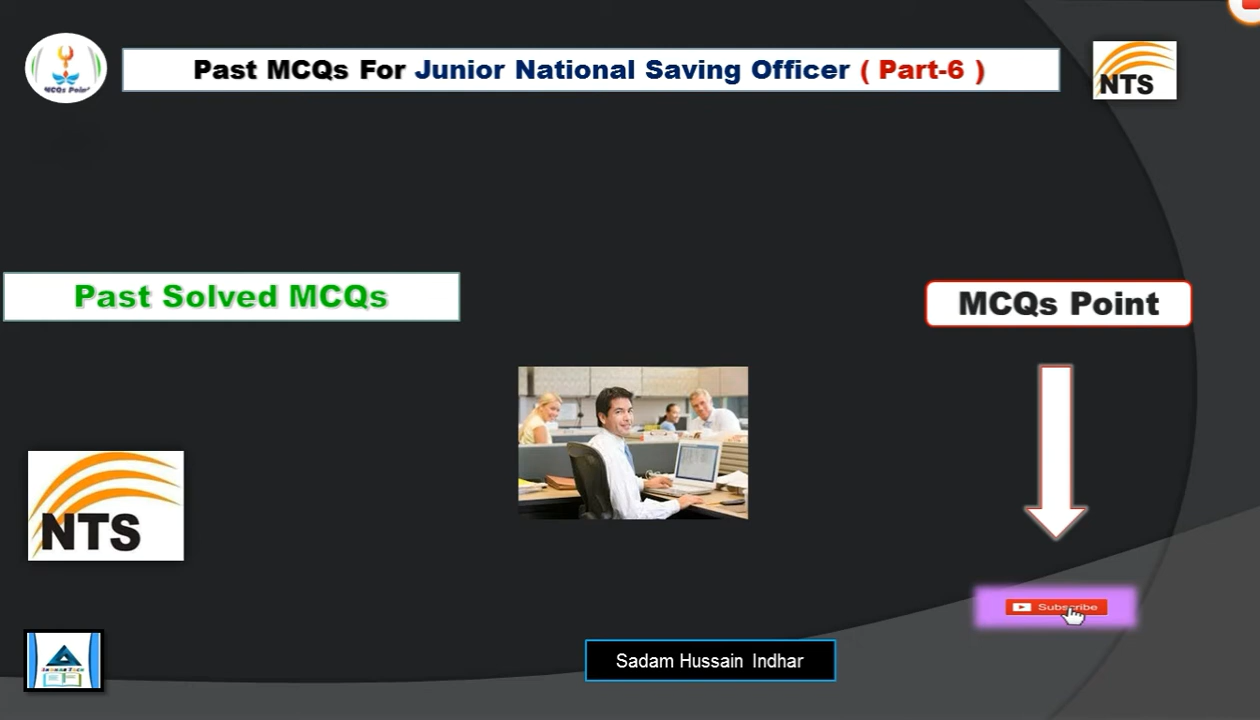 Past MCQs For Junior National Saving Officer ( Part-6 )
MCQs Point
NTS
Past Solved MCQs
MCQs Point
NTS
Subscribe
Sadam Hussain Indhar